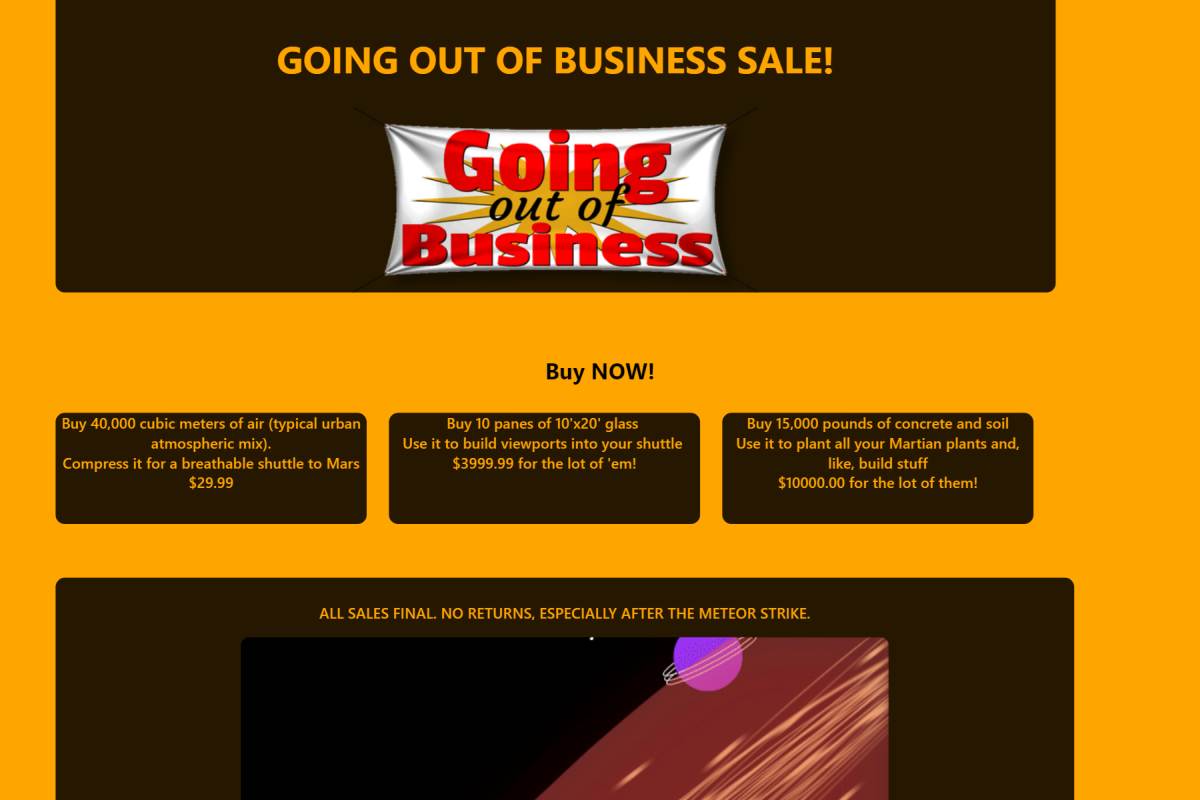 GOING OUT OF BUSINESS SALE!
Going
out of
Business
Buy NOW!
Buy 40,000 cubic meters of air (typical urban
atmospheric mix).
Compress it for a breathable shuttle to Mars
$29.99
Buy 10 panes of 10'x20' glass
Use it to build viewports into your shuttle
$3999.99 for the lot of 'em!
Buy 15,000 pounds of concrete and soil
Use it to plant all your Martian plants and,
like, build stuff
$10000.00 for the lot of them!
ALL SALES FINAL. NO RETURNS, ESPECIALLY AFTER THE METEOR STRIKE.